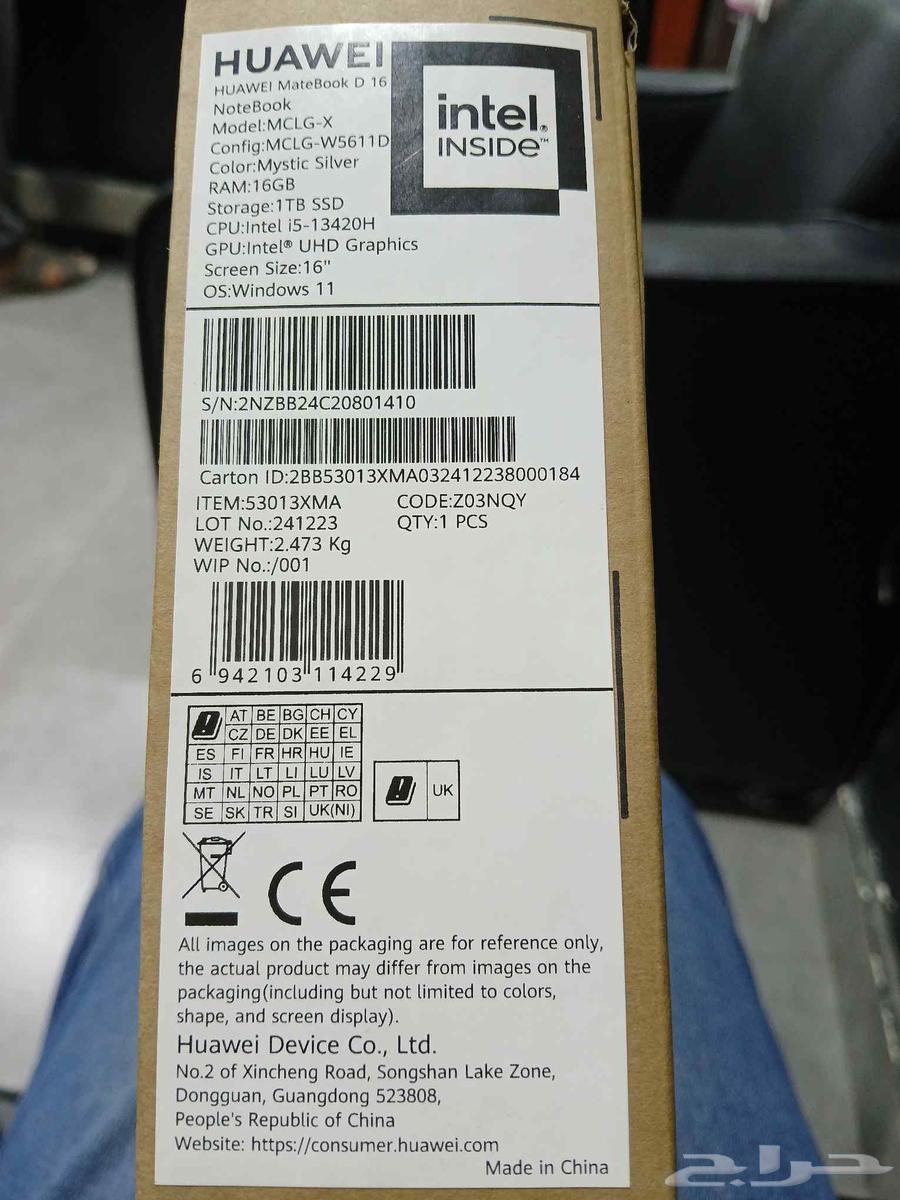 HUAWEI
HUAWEI MateBook D 16
NoteBook
Model:MCLG-X
Config:MCLG-W5611D
Color:Mystic Silver
RAM:16GB
Storage:1TB SSD
CPU:Intel i5-13420H
GPU:Intel® UHD Graphics
Screen Size:16"
OS:Windows 11
intel®
INSIDE™
S/N:2NZBB24C20801410
Carton ID:2BB53013XMA032412238000184
ITEM:53013XMA CODE:Z03NQY
LOT No.:241223 QTY:1 PCS
WEIGHT:2.473 Kg
WIP No.:/001
6 942103 114229
AT BE BG CH CY
CZ DE DK EE EL
ES FI FR HR HU IE
IS IT LT LI LU LV
MT NL NO PL PT RO
SE SK TR SI UK(NI)
UK
CE
All images on the packaging are for reference only,
the actual product may differ from images on the
packaging(including but not limited to colors,
shape, and screen display).
Huawei Device Co., Ltd.
No.2 of Xincheng Road, Songshan Lake Zone,
Dongguan, Guangdong 523808,
People's Republic of China
Website: https://consumer.huawei.com
Made in China
حراج